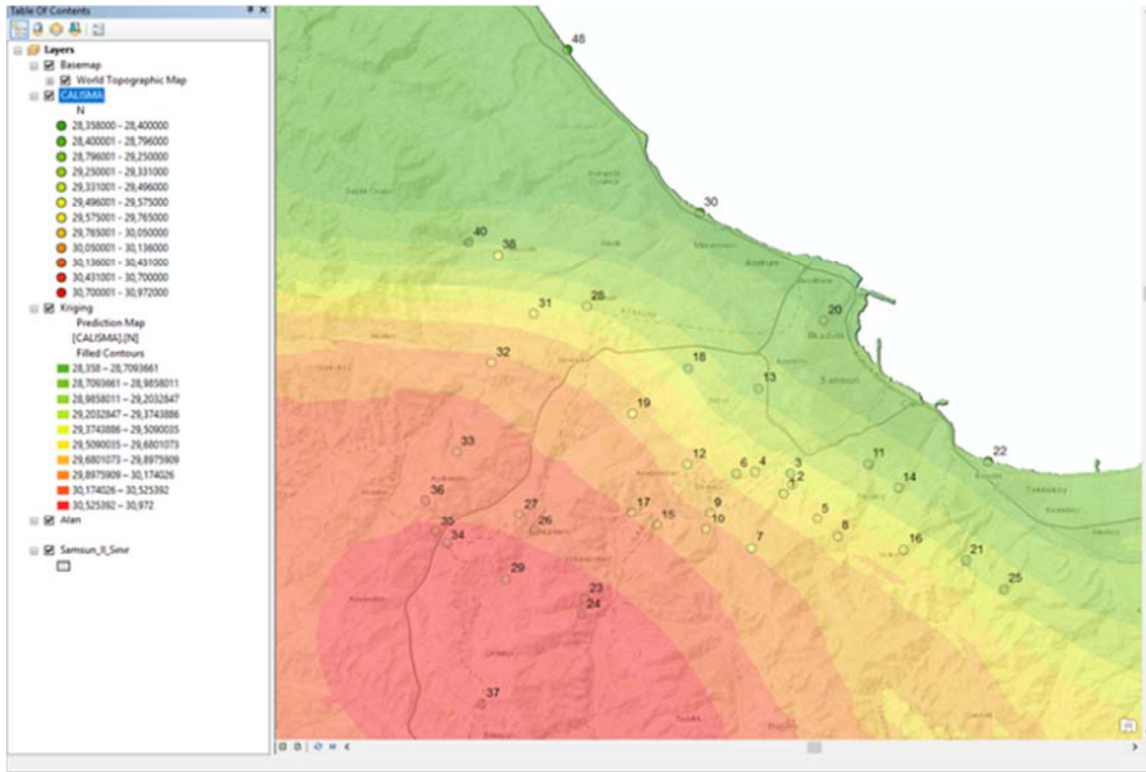 Table Of Contents
Layers
Basemap
World Topographic Map
CALISMA
N
28,358000 - 28,400000
28,400001 - 28,796000
28,796001 - 29,250000
29,250001 - 29,331000
29,331001 - 29,496000
29,496001 - 29,575000
29,575001 - 29,765000
29,765001 - 30,050000
30,050001 - 30,136000
30,136001 - 30,431000
30,431001 - 30,700000
30,700001 - 30,972000
Kriging
Prediction Map
[CALISMA].[N]
Filled Contours
28,358 – 28,7093661
28,7093661 – 28,9858011
28,9858011 – 29,2032847
29,2032847 – 29,3743886
29,3743886 – 29,5090035
29,5090035 – 29,6801073
29,6801073 – 29,8975909
29,8975909 – 30,174026
30,174026 – 30,525392
30,525392 – 30,972
Alan
Samsun_Il_Sınır
48
30
40
38
31
28
20
32
18
13
Samsun
19
33
12
6
4
3
2
1
11
22
14
Tekkeköy
36
27
26
17
15
9
10
5
8
7
16
35
34
21
29
25
23
24
37